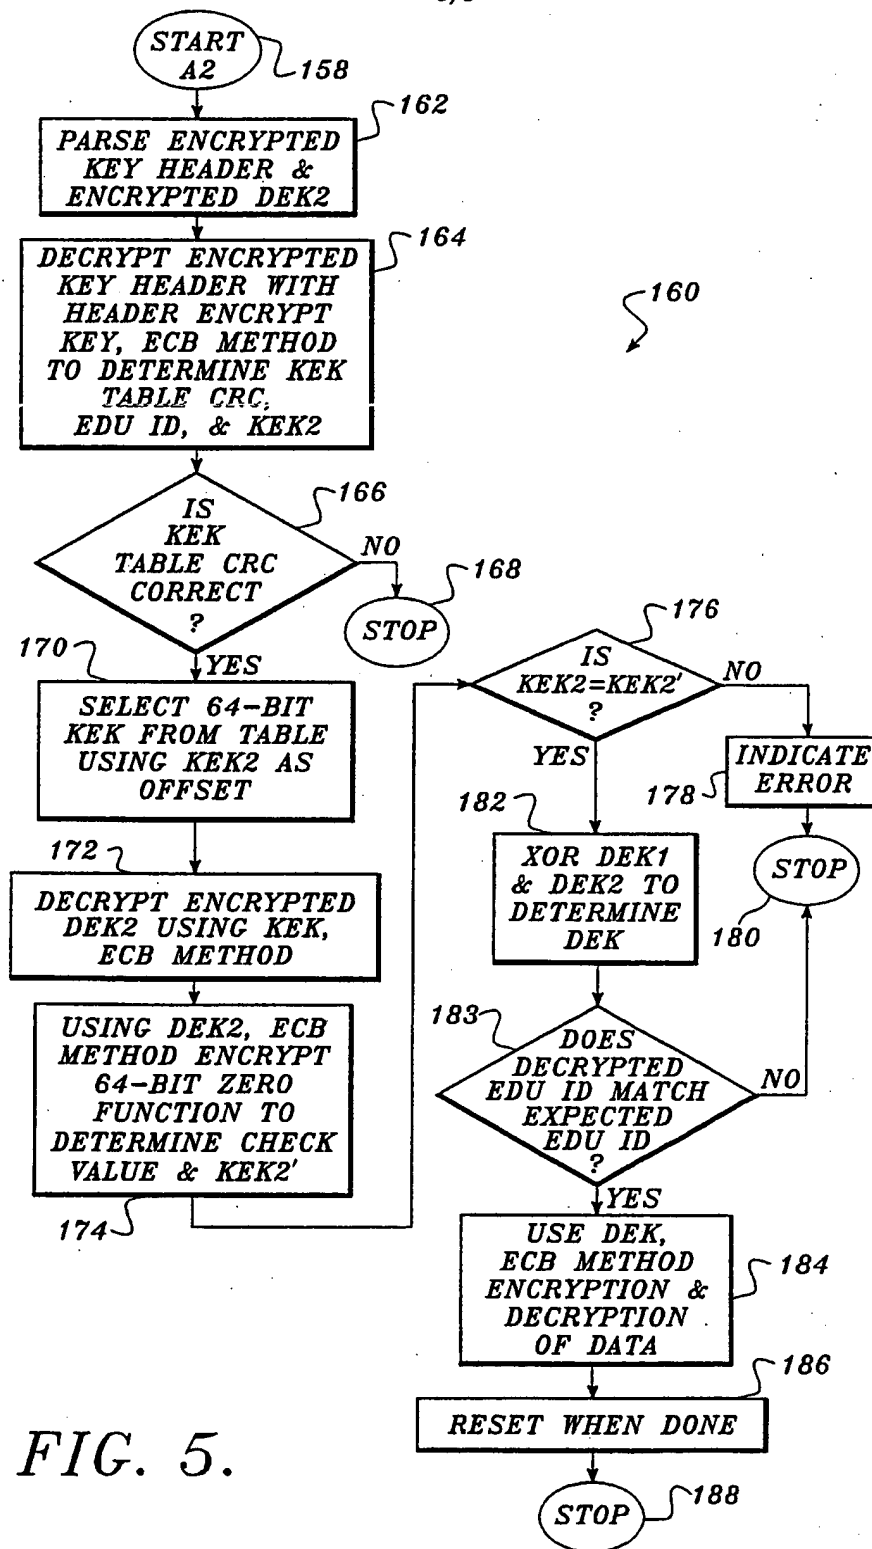 START
A2
158
162
PARSE ENCRYPTED
KEY HEADER &
ENCRYPTED DEK2
164
DECRYPT ENCRYPTED
KEY HEADER WITH
HEADER ENCRYPT
KEY, ECB METHOD
TO DETERMINE KEK
TABLE CRC,
EDU ID, & KEK2
160
166
IS
KEK
TABLE CRC
CORRECT
?
NO
168
STOP
YES
170
SELECT 64-BIT
KEK FROM TABLE
USING KEK2 AS
OFFSET
172
DECRYPT ENCRYPTED
DEK2 USING KEK,
ECB METHOD
USING DEK2, ECB
METHOD ENCRYPT
64-BIT ZERO
FUNCTION TO
DETERMINE CHECK
VALUE & KEK2'
174
176
IS
KEK2=KEK2'
?
NO
YES
INDICATE
ERROR
178
STOP
180
182
XOR DEK1
& DEK2 TO
DETERMINE
DEK
183
DOES
DECRYPTED
EDU ID MATCH
EXPECTED
EDU ID
?
NO
YES
USE DEK,
ECB METHOD
ENCRYPTION &
DECRYPTION
OF DATA
184
186
RESET WHEN DONE
STOP
188
FIG. 5.